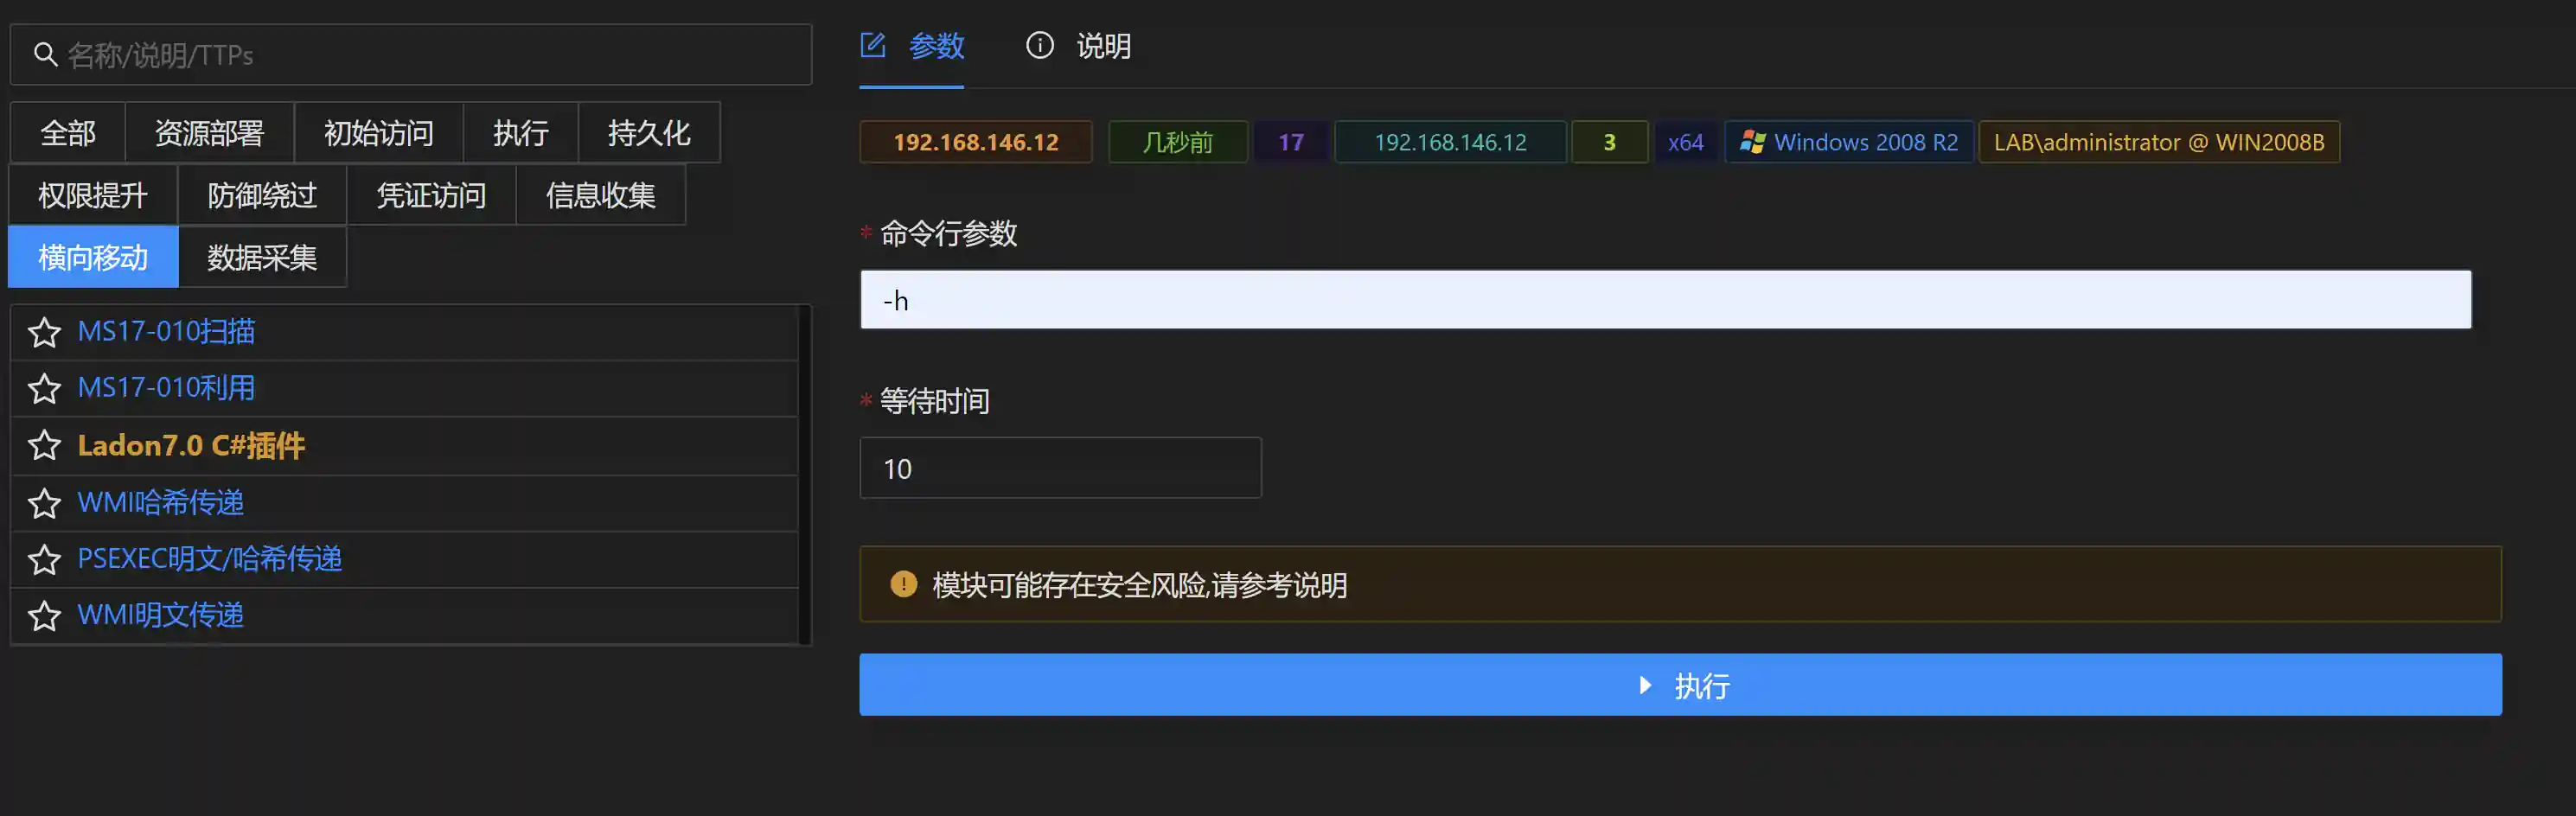 名称/说明/TTPs
全部 资源部署 初始访问 执行 持久化
权限提升 防御绕过 凭证访问 信息收集
横向移动 数据采集
MS17-010扫描
MS17-010利用
Ladon7.0 C#插件
WMI哈希传递
PSEXEC明文/哈希传递
WMI明文传递
参数 说明
192.168.146.12 几秒前 17 192.168.146.12 3 x64 Windows 2008 R2 LAB\administrator @ WIN2008B
* 命令行参数
-h
* 等待时间
10
模块可能存在安全风险,请参考说明
执行